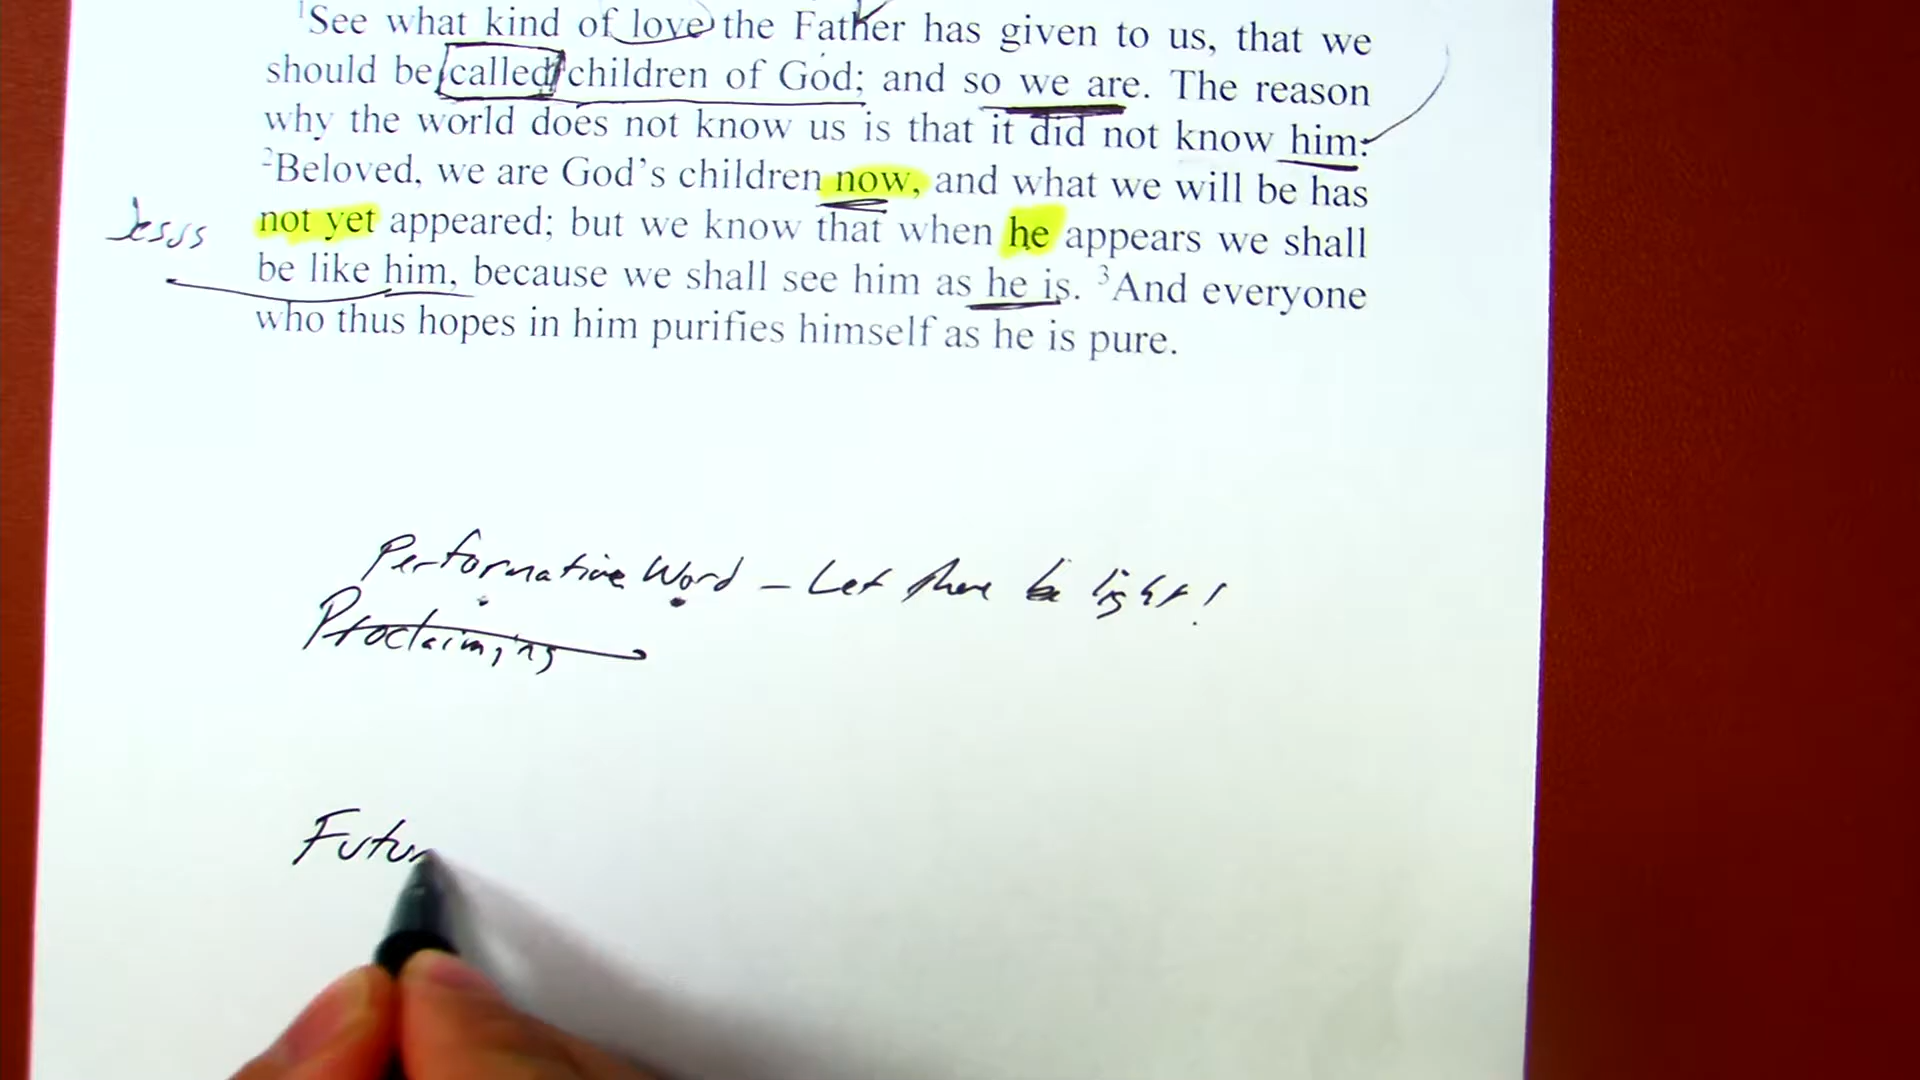 ¹See what kind of love the Father has given to us, that we
should be called children of God; and so we are. The reason
why the world does not know us is that it did not know him.
²Beloved, we are God's children now, and what we will be has
not yet appeared; but we know that when he appears we shall
Jesus
be like him, because we shall see him as he is. ³And everyone
who thus hopes in him purifies himself as he is pure.
Performative Word – Let there be light!
Proclaiming
Futur